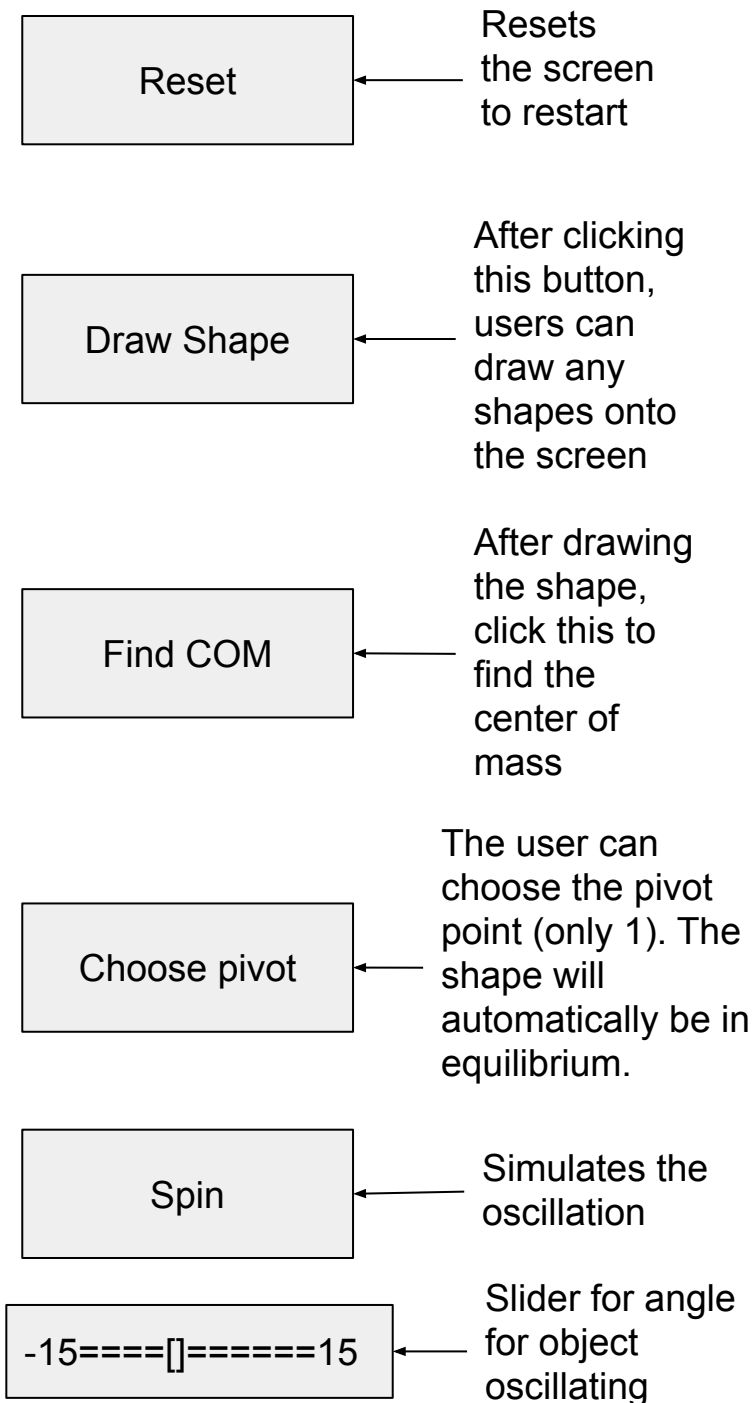 Reset
Resets
the screen
to restart
Draw Shape
After clicking
this button,
users can
draw any
shapes onto
the screen
Find COM
After drawing
the shape,
click this to
find the
center of
mass
Choose pivot
The user can
choose the pivot
point (only 1). The
shape will
automatically be in
equilibrium.
Spin
Simulates the
oscillation
-15====[]======15
Slider for angle
for object
oscillating